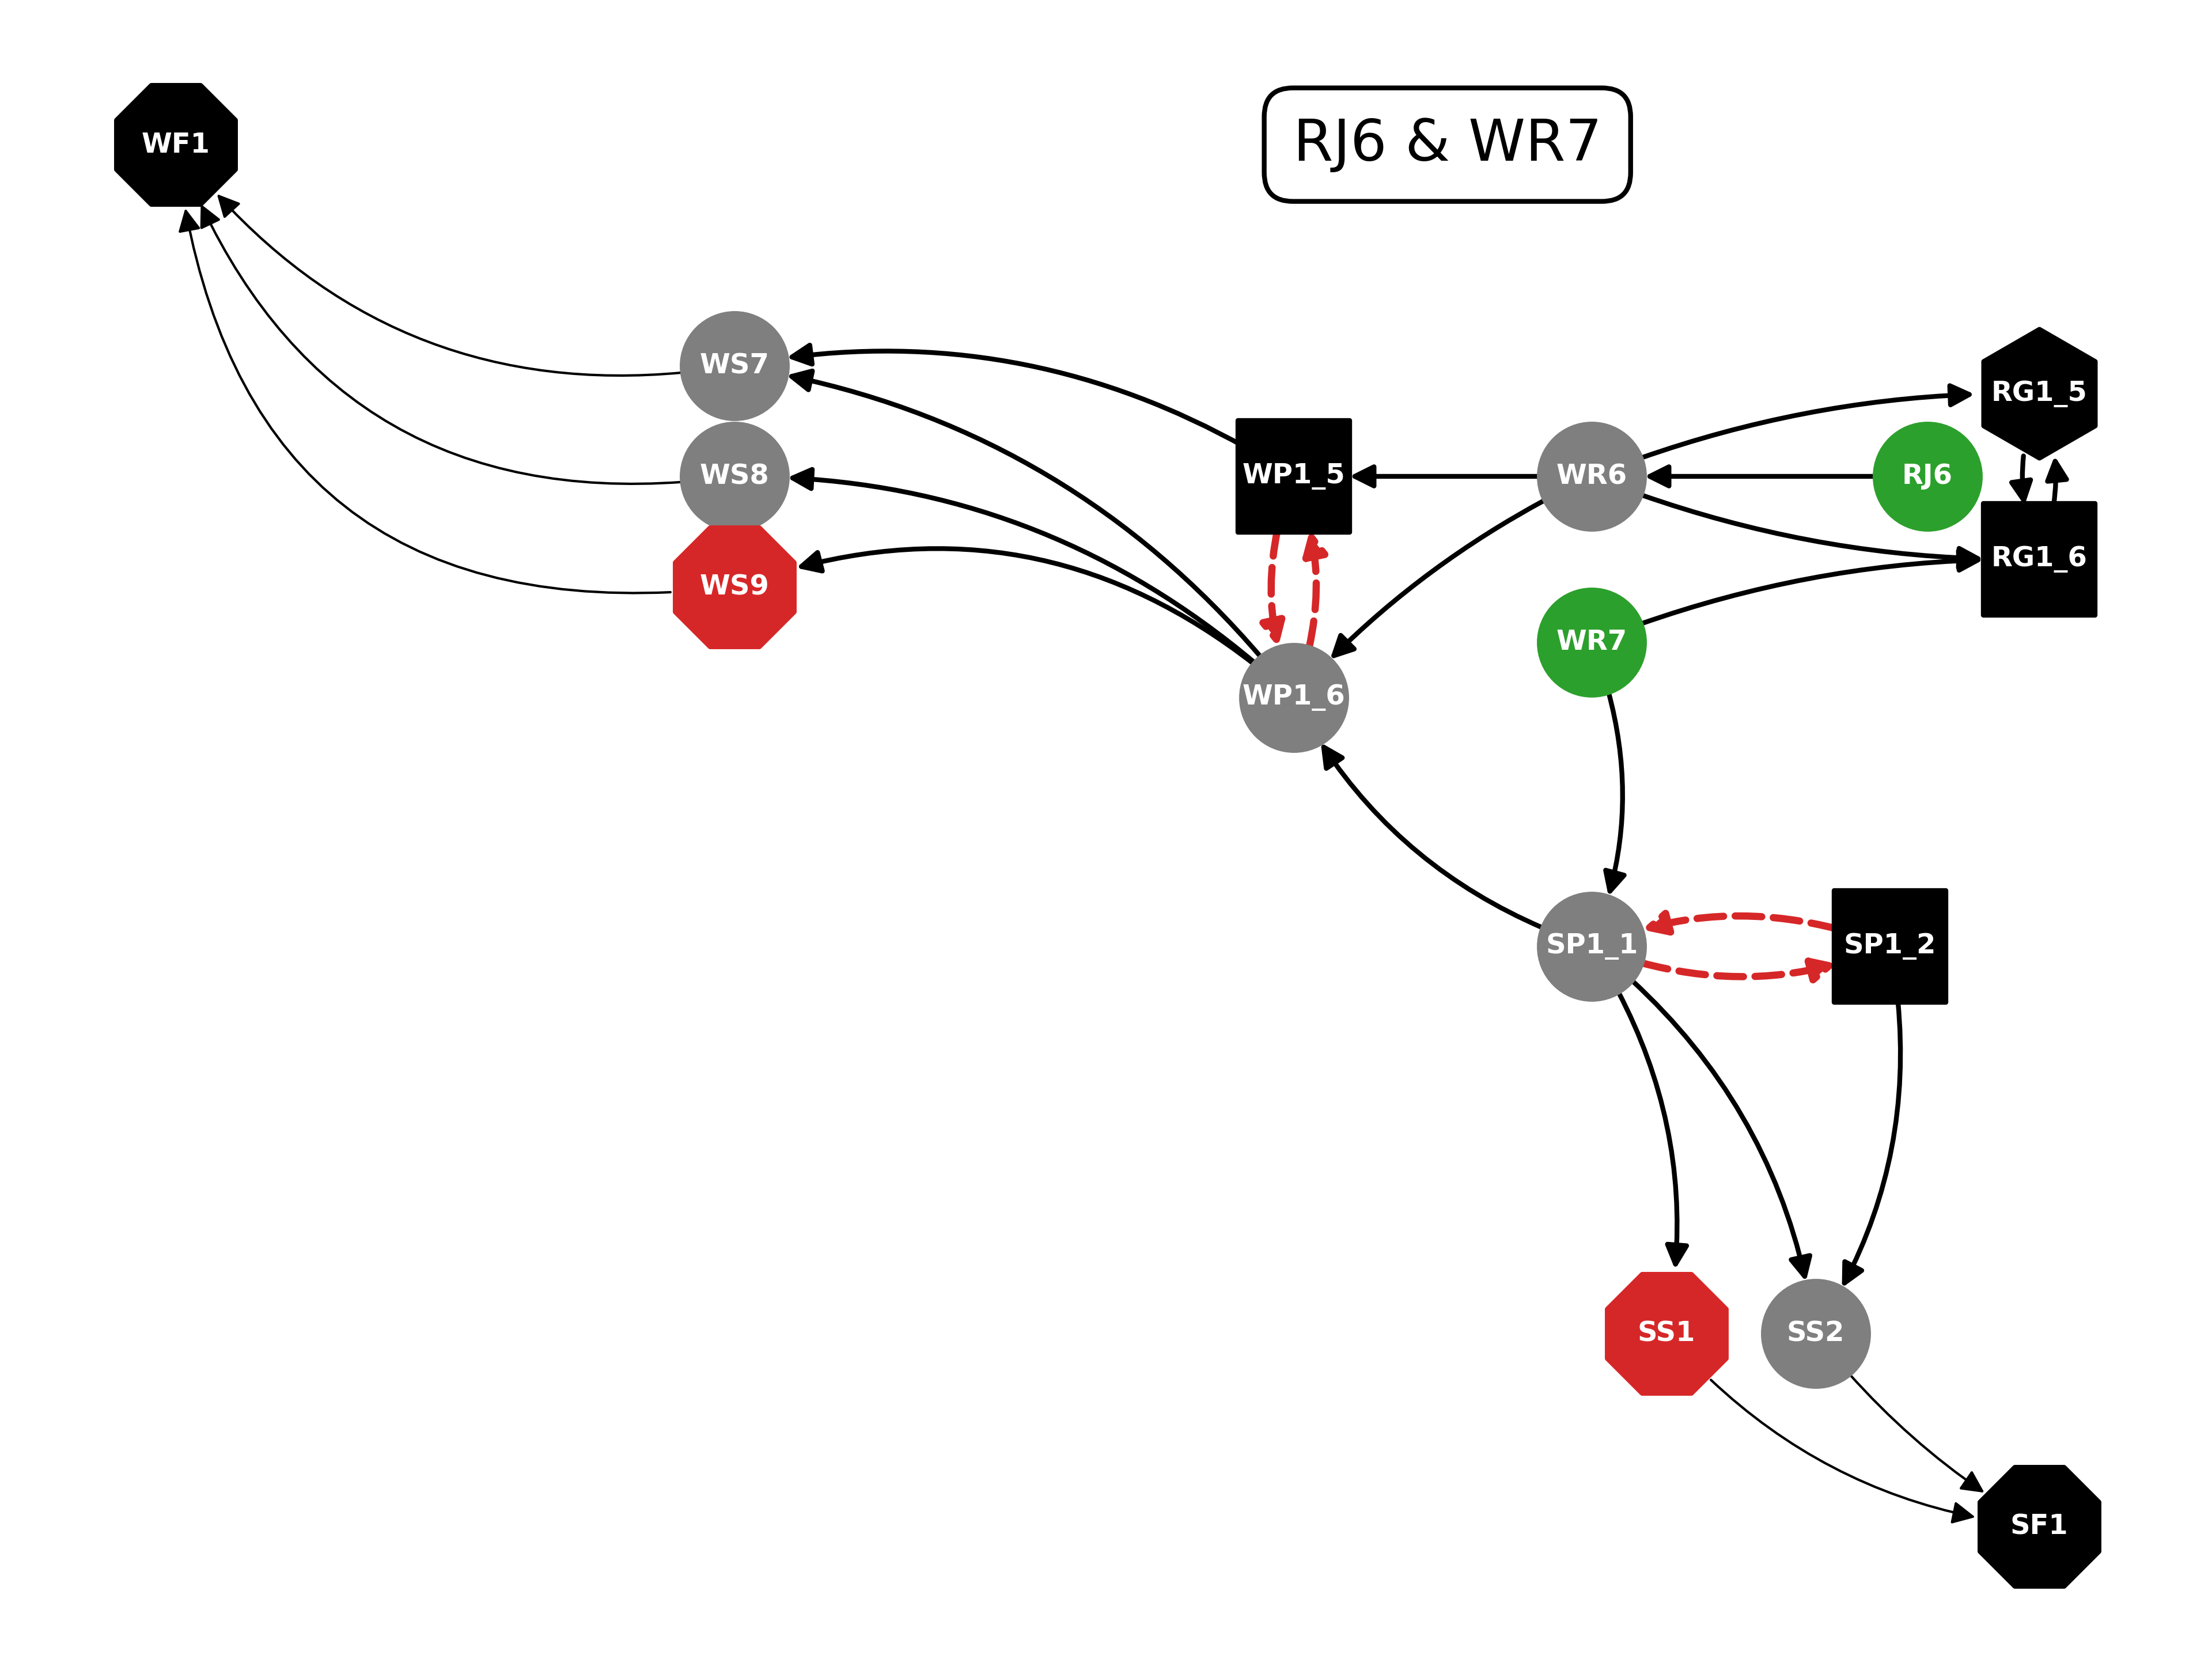 WF1
RJ6 & WR7
WS7
RG1_5
WS8
WP1_5
WR6
RJ6
RG1_6
WS9
WR7
WP1_6
SP1_1
SP1_2
SS1
SS2
SF1